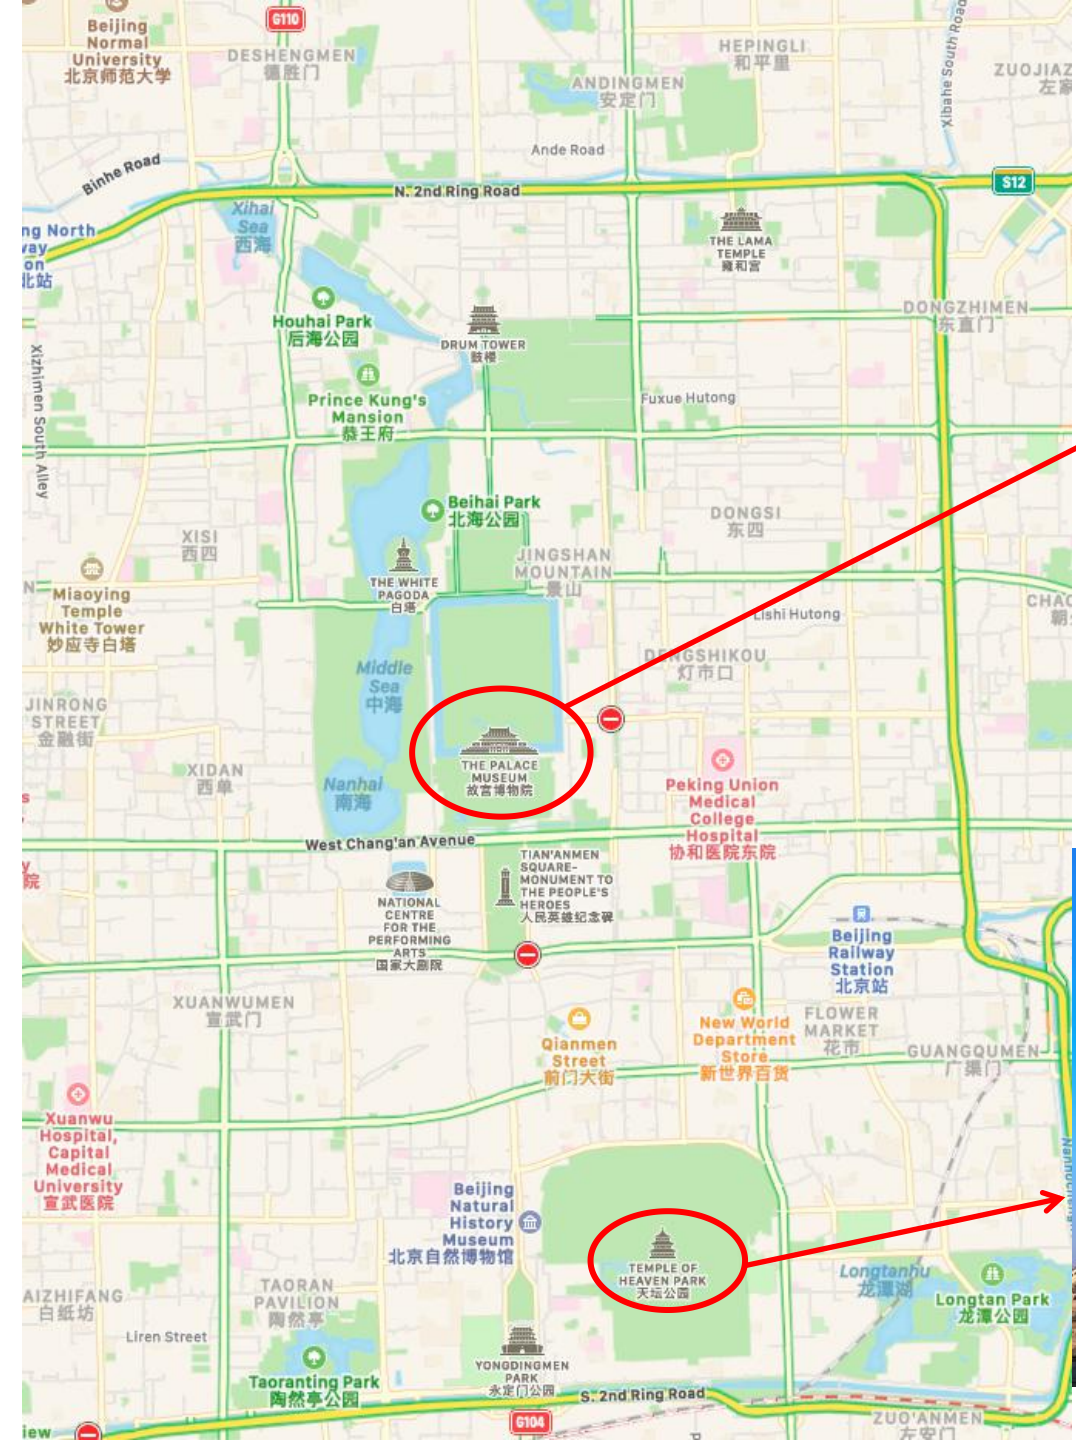 Beijing
Normal
University
北京师范大学
G110
DESHENGMEN
德胜门
HEPINGLI
和平里
ANDINGMEN
安定门
Xibahe South Road
ZUOJIAZ
左家
Ande Road
Binhe Road
N. 2nd Ring Road
S12
Xihai
Sea
西海
ng North
way
on
北站
THE LAMA
TEMPLE
雍和宫
DONGZHIMEN
东直门
Houhai Park
后海公园
DRUM TOWER
鼓楼
Xizhimen South Alley
Prince Kung's
Mansion
恭王府
Fuxue Hutong
Beihai Park
北海公园
DONGSI
东四
XISI
西四
JINGSHAN
MOUNTAIN
景山
THE WHITE
PAGODA
白塔
Miaoying
Temple
White Tower
妙应寺白塔
N
CHAO
朝
Lishi Hutong
Middle
Sea
中海
DENGSHIKOU
灯市口
JINRONG
STREET
金融街
XIDAN
西单
Nanhai
南海
THE PALACE
MUSEUM
故宫博物院
Peking Union
Medical
College
Hospital
协和医院东院
West Chang'an Avenue
院
TIAN'ANMEN
SQUARE-
MONUMENT TO
THE PEOPLE'S
HEROES
人民英雄纪念碑
NATIONAL
CENTRE
FOR THE
PERFORMING
ARTS
国家大剧院
Beijing
Railway
Station
北京站
XUANWUMEN
宣武门
Qianmen
Street
前门大街
New World
Department
Store
新世界百货
FLOWER
MARKET
花市
GUANGQUMEN
广渠门
Xuanwu
Hospital,
Capital
Medical
University
宣武医院
Beijing
Natural
History
Museum
北京自然博物馆
TEMPLE OF
HEAVEN PARK
天坛公园
Longtanhu
龙潭湖
Longtan Park
龙潭公园
AIZHIFANG
白纸坊
TAORAN
PAVILION
陶然亭
Liren Street
Taoranting Park
陶然亭公园
YONGDINGMEN
PARK
永定门公园
S. 2nd Ring Road
G104
ZUO'ANMEN
左安门
iew